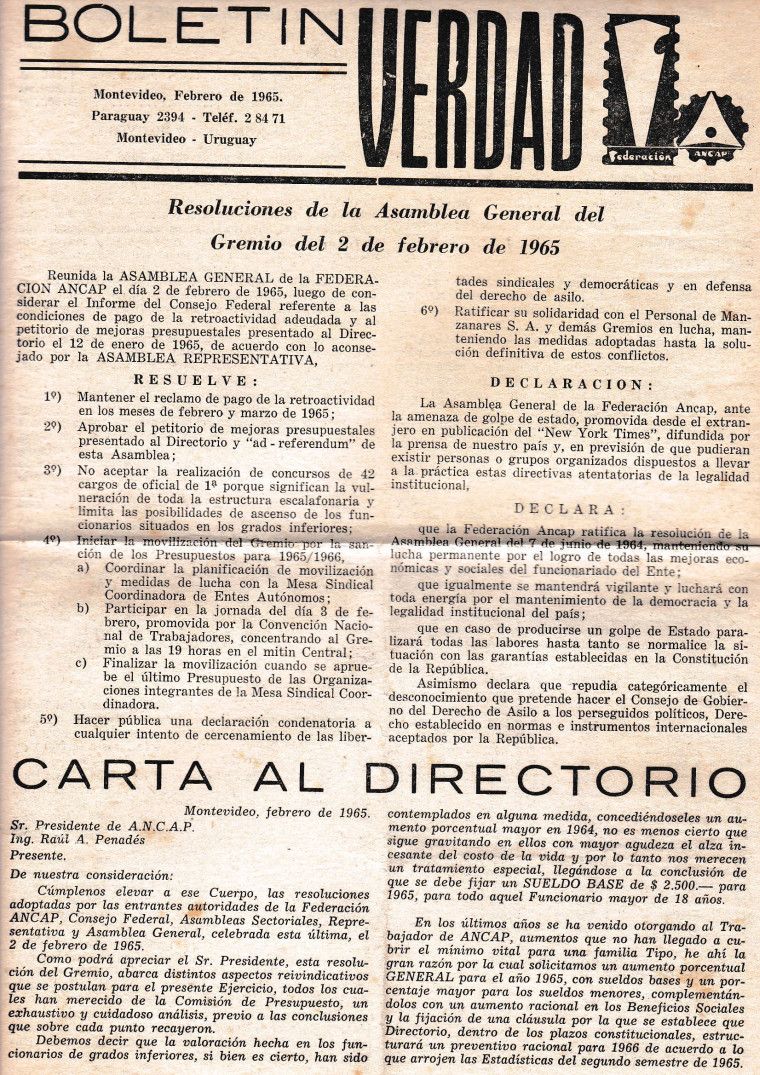 BOLETIN
VERDAD
Federación
ANCAP
Montevideo, Febrero de 1965.
Paraguay 2394 - Teléf. 2 84 71
Montevideo - Uruguay
Resoluciones de la Asamblea General del
Gremio del 2 de febrero de 1965
Reunida la ASAMBLEA GENERAL de la FEDERA-
CION ANCAP el día 2 de febrero de 1965, luego de con-
siderar el Informe del Consejo Federal referente a las
condiciones de pago de la retroactividad adeudada y al
petitorio de mejoras presupuestales presentado al Direc-
torio el 12 de enero de 1965, de acuerdo con lo aconse-
jado por la ASAMBLEA REPRESENTATIVA,
RESUELVE:
1º) Mantener el reclamo de pago de la retroactividad
en los meses de febrero y marzo de 1965;
2º) Aprobar el petitorio de mejoras presupuestales
presentado al Directorio y "ad - referendum" de
esta Asamblea;
3º) No aceptar la realización de concursos de 42
cargos de oficial de 1ª porque significan la vul-
neración de toda la estructura escalafonaria y
limita las posibilidades de ascenso de los fun-
cionarios situados en los grados inferiores;
4º) Iniciar la movilización del Gremio por la san-
ción de los Presupuestos para 1965/1966,
a) Coordinar la planificación de movilización
y medidas de lucha con la Mesa Sindical
Coordinadora de Entes Autónomos;
b) Participar en la jornada del día 3 de fe-
brero, promovida por la Convención Nacio-
nal de Trabajadores, concentrando al Gre-
mio a las 19 horas en el mitin Central;
c) Finalizar la movilización cuando se aprue-
be el último Presupuesto de las Organiza-
ciones integrantes de la Mesa Sindical Coor-
dinadora.
5º) Hacer pública una declaración condenatoria a
cualquier intento de cercenamiento de las liber-
tades sindicales y democráticas y en defensa
del derecho de asilo.
6º) Ratificar su solidaridad con el Personal de Man-
zanares S. A. y demás Gremios en lucha, man-
teniendo las medidas adoptadas hasta la solu-
ción definitiva de estos conflictos.
DECLARACION:
La Asamblea General de la Federación Ancap, ante
la amenaza de golpe de estado, promovida desde el extran-
jero en publicación del "New York Times", difundida por
la prensa de nuestro país y, en previsión de que pudieran
existir personas o grupos organizados dispuestos a llevar
a la práctica estas directivas atentatorias de la legalidad
institucional,
DECLARA:
que la Federación Ancap ratifica la resolución de la
Asamblea General del 7 de junio de 1964, manteniendo su
lucha permanente por el logro de todas las mejoras eco-
nómicas y sociales del funcionariado del Ente;
que igualmente se mantendrá vigilante y luchará con
toda energía por el mantenimiento de la democracia y la
legalidad institucional del país;
que en caso de producirse un golpe de Estado para-
lizará todas las labores hasta tanto se normalice la si-
tuación con las garantías establecidas en la Constitución
de la República.
Asimismo declara que repudia categóricamente el
desconocimiento que pretende hacer el Consejo de Gobier-
no del Derecho de Asilo a los perseguidos políticos, Dere-
cho establecido en normas e instrumentos internacionales
aceptados por la República.
CARTA AL DIRECTORIO
Montevideo, febrero de 1965.
Sr. Presidente de A.N.C.A.P.
Ing. Raúl A. Penadés
Presente.
De nuestra consideración:
Cúmplenos elevar a ese Cuerpo, las resoluciones
adoptadas por las entrantes autoridades de la Federación
ANCAP, Consejo Federal, Asambleas Sectoriales, Repre-
sentativa y Asamblea General, celebrada esta última, el
2 de febrero de 1965.
Como podrá apreciar el Sr. Presidente, esta resolu-
ción del Gremio, abarca distintos aspectos reivindicativos
que se postulan para el presente Ejercicio, todos los cua-
les han merecido de la Comisión de Presupuesto, un
exhaustivo y cuidadoso análisis, previo a las conclusiones
que sobre cada punto recayeron.
Debemos decir que la valoración hecha en los fun-
cionarios de grados inferiores, si bien es cierto, han sido
contemplados en alguna medida, concediéndoseles un au-
mento porcentual mayor en 1964, no es menos cierto que
sigue gravitando en ellos con mayor agudeza el alza in-
cesante del costo de la vida y por lo tanto nos merecen
un tratamiento especial, llegándose a la conclusión de
que se debe fijar un SUELDO BASE de $ 2.500.— para
1965, para todo aquel Funcionario mayor de 18 años.
En los últimos años se ha venido otorgando al Tra-
bajador de ANCAP, aumentos que no han llegado a cu-
brir el mínimo vital para una familia Tipo, he ahí la
gran razón por la cual solicitamos un aumento porcentual
GENERAL para el año 1965, con sueldos bases y un por-
centaje mayor para los sueldos menores, complementán-
dolos con un aumento racional en los Beneficios Sociales
y la fijación de una cláusula por la que se establece que
Directorio, dentro de los plazos constitucionales, estruc-
turará un preventivo racional para 1966 de acuerdo a lo
que arrojen las Estadísticas del segundo semestre de 1965.